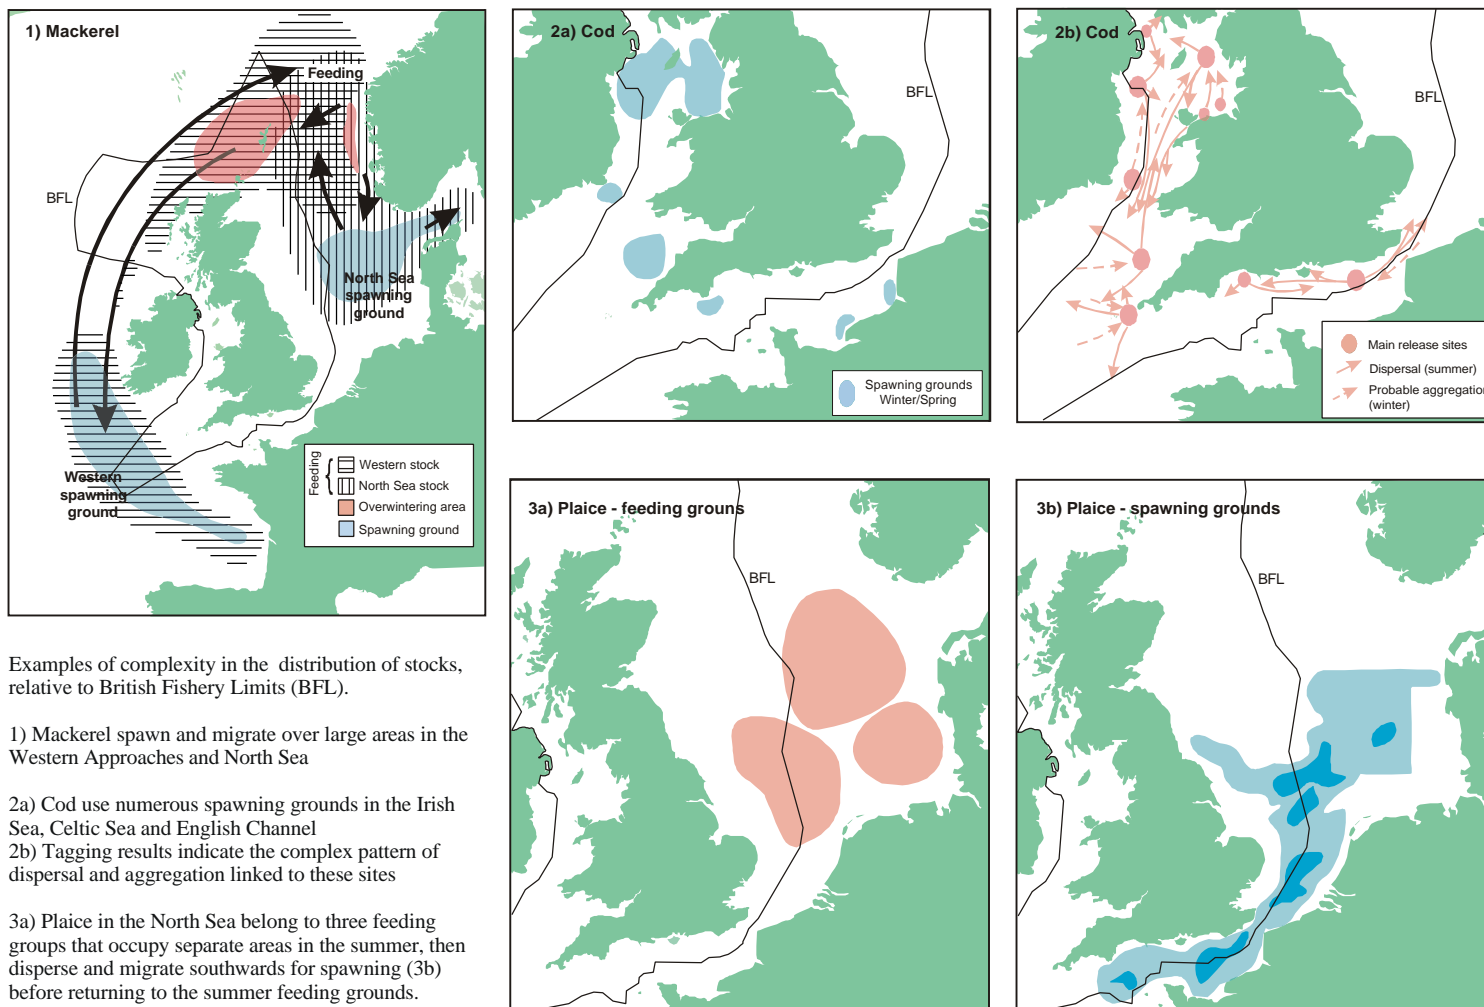 1) Mackerel
Feeding
BFL
North Sea
spawning
ground
Western
spawning
ground
Feeding
Western stock
North Sea stock
Overwintering area
Spawning ground
2a) Cod
BFL
Spawning grounds
Winter/Spring
2b) Cod
BFL
Main release sites
Dispersal (summer)
Probable aggregation
(winter)
Examples of complexity in the distribution of stocks,
relative to British Fishery Limits (BFL).
1) Mackerel spawn and migrate over large areas in the
Western Approaches and North Sea
2a) Cod use numerous spawning grounds in the Irish
Sea, Celtic Sea and English Channel
2b) Tagging results indicate the complex pattern of
dispersal and aggregation linked to these sites
3a) Plaice in the North Sea belong to three feeding
groups that occupy separate areas in the summer, then
disperse and migrate southwards for spawning (3b)
before returning to the summer feeding grounds.
3a) Plaice - feeding grouns
BFL
3b) Plaice - spawning grounds
BFL